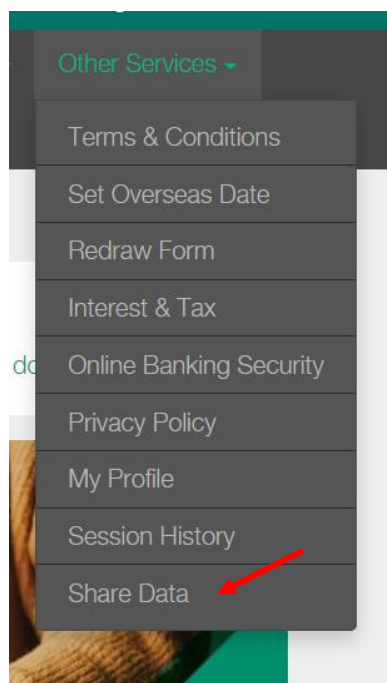 Other Services
Terms & Conditions
Set Overseas Date
Redraw Form
Interest & Tax
Online Banking Security
Privacy Policy
My Profile
Session History
Share Data